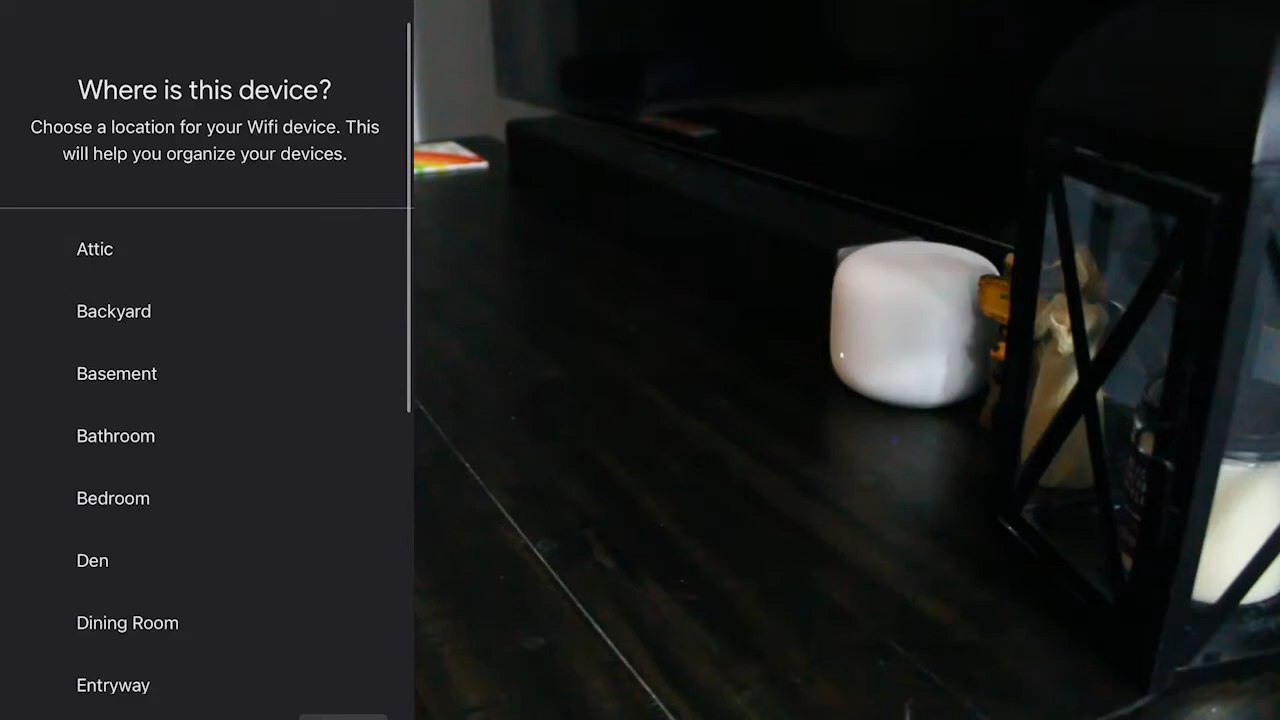 Where is this device?
Choose a location for your Wifi device. This
will help you organize your devices.
Attic
Backyard
Basement
Bathroom
Bedroom
Den
Dining Room
Entryway